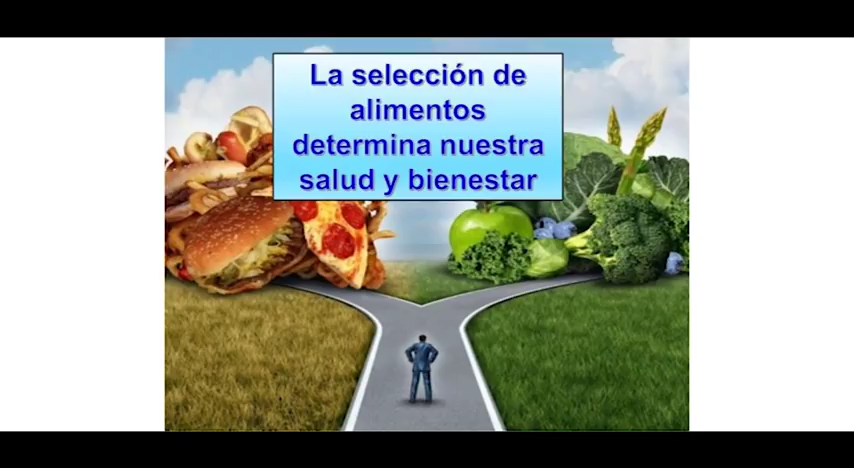 La selección de
alimentos
determina nuestra
salud y bienestar